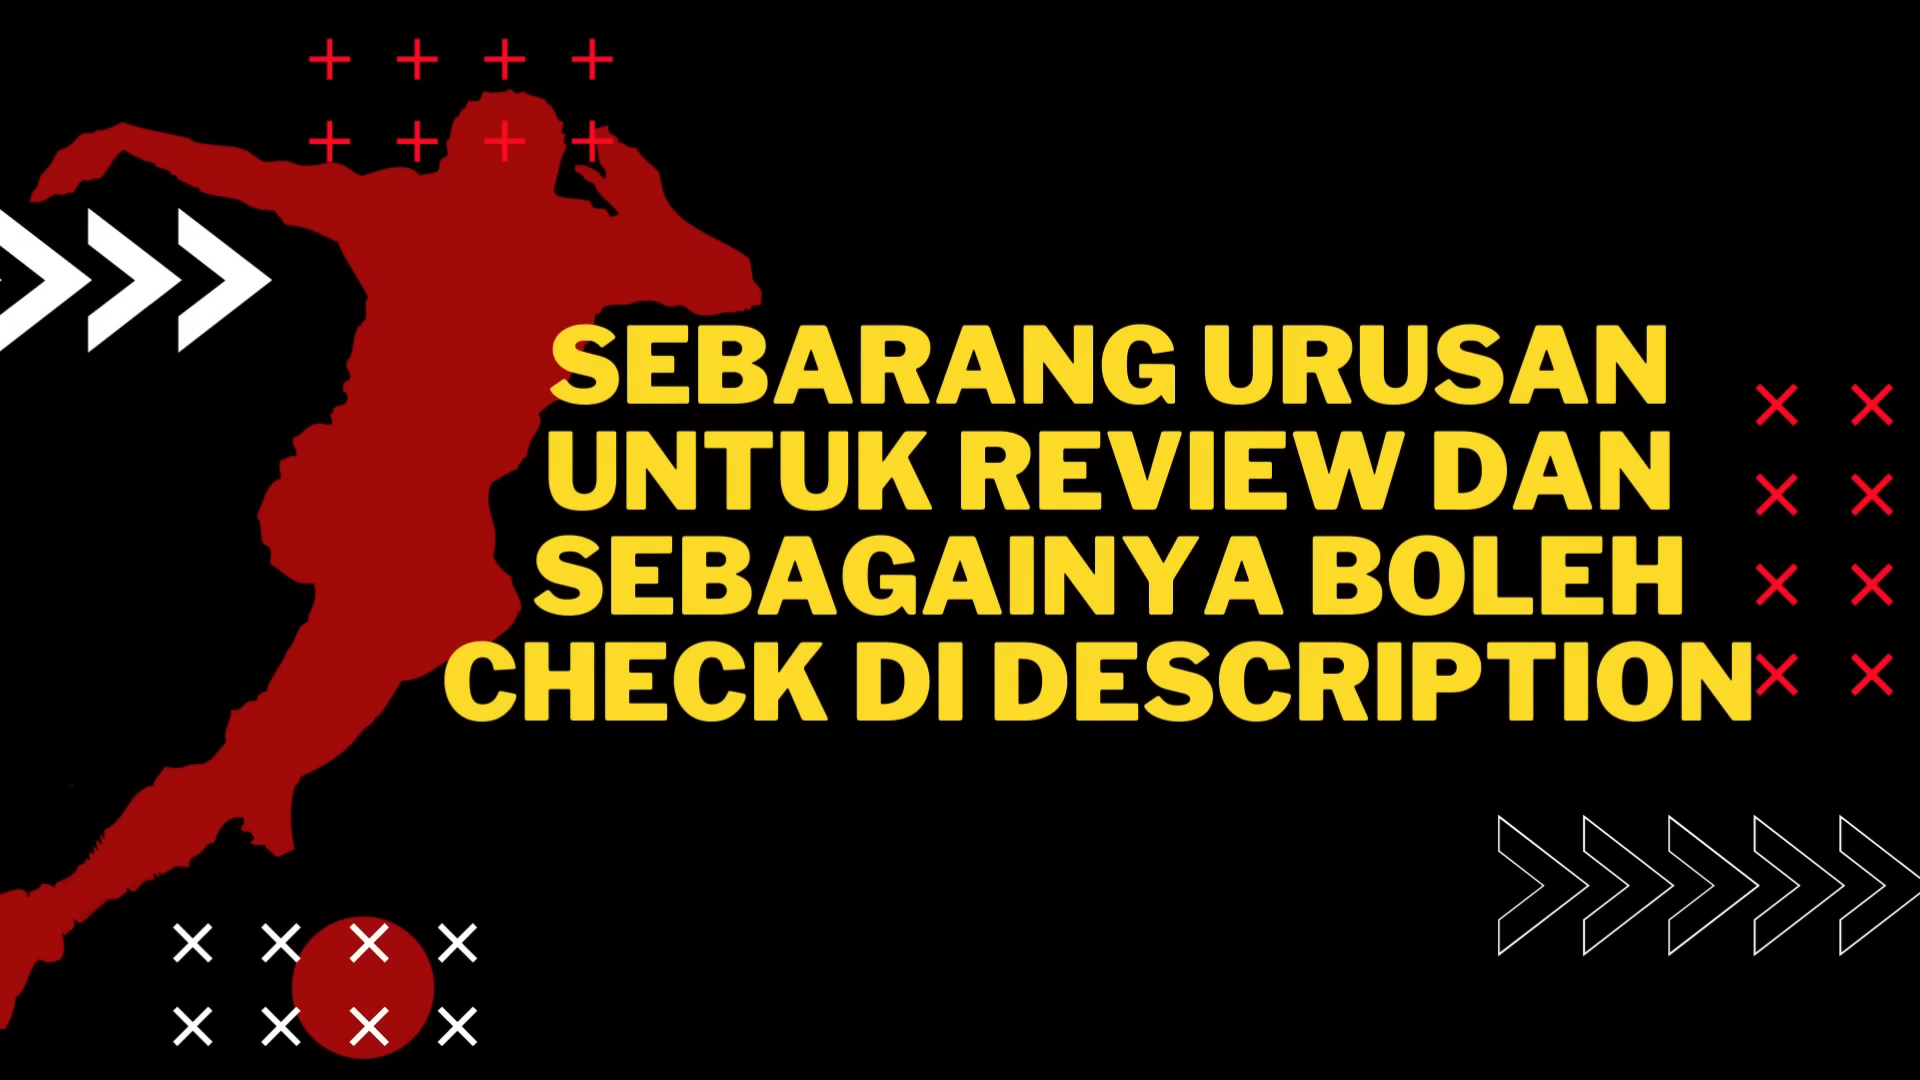 SEBARANG URUSAN
UNTUK REVIEW DAN
SEBAGAINYA BOLEH
CHECK DI DESCRIPTION